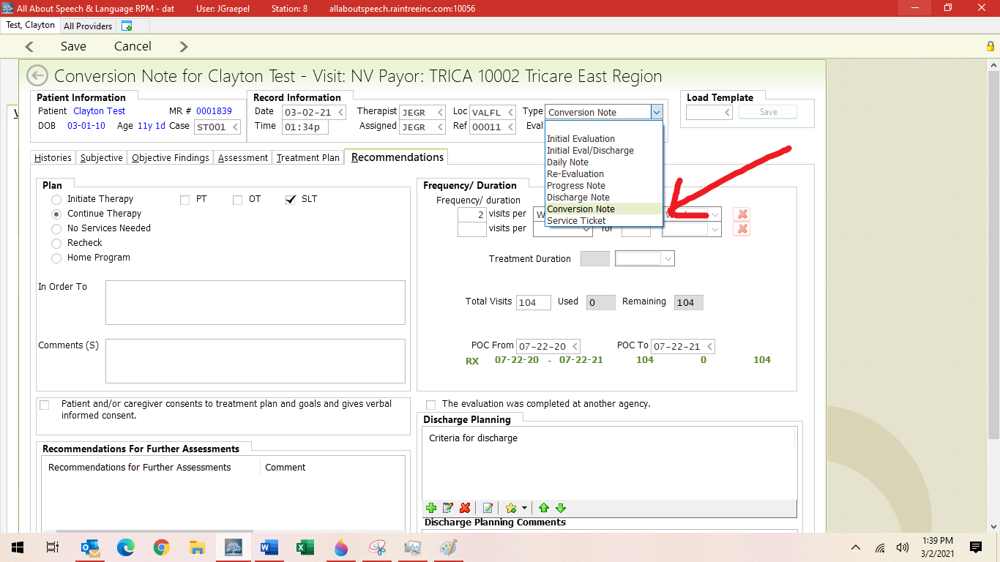 All About Speech & Language RPM - dat User: JGraepel Station: 8 allaboutspeech.raintreeinc.com:10056
Test, Clayton All Providers
Save Cancel
Conversion Note for Clayton Test - Visit: NV Payor: TRICA 10002 Tricare East Region
Patient Information
Patient Clayton Test MR # 0001839
DOB 03-01-10 Age 11y 1d Case ST001
Record Information
Date 03-02-21 Therapist JEGR Loc VALFL Type Conversion Note
Time 01:34p Assigned JEGR Ref 00011 Eval
Load Template
Save
Initial Evaluation
Initial Eval/Discharge
Daily Note
Re-Evaluation
Progress Note
Discharge Note
Conversion Note
Service Ticket
Histories Subjective Objective Findings Assessment Treatment Plan Recommendations
Plan
Initiate Therapy PT OT SLT
Continue Therapy
No Services Needed
Recheck
Home Program
In Order To
Comments (S)
Frequency/ Duration
Frequency/ duration
2 visits per W
visits per for
Treatment Duration
Total Visits 104 Used 0 Remaining 104
POC From 07-22-20 POC To 07-22-21
RX 07-22-20 - 07-22-21 104 0 104
Patient and/or caregiver consents to treatment plan and goals and gives verbal
informed consent.
The evaluation was completed at another agency.
Recommendations For Further Assessments
Recommendations for Further Assessments Comment
Discharge Planning
Criteria for discharge
Discharge Planning Comments
1:39 PM
3/2/2021